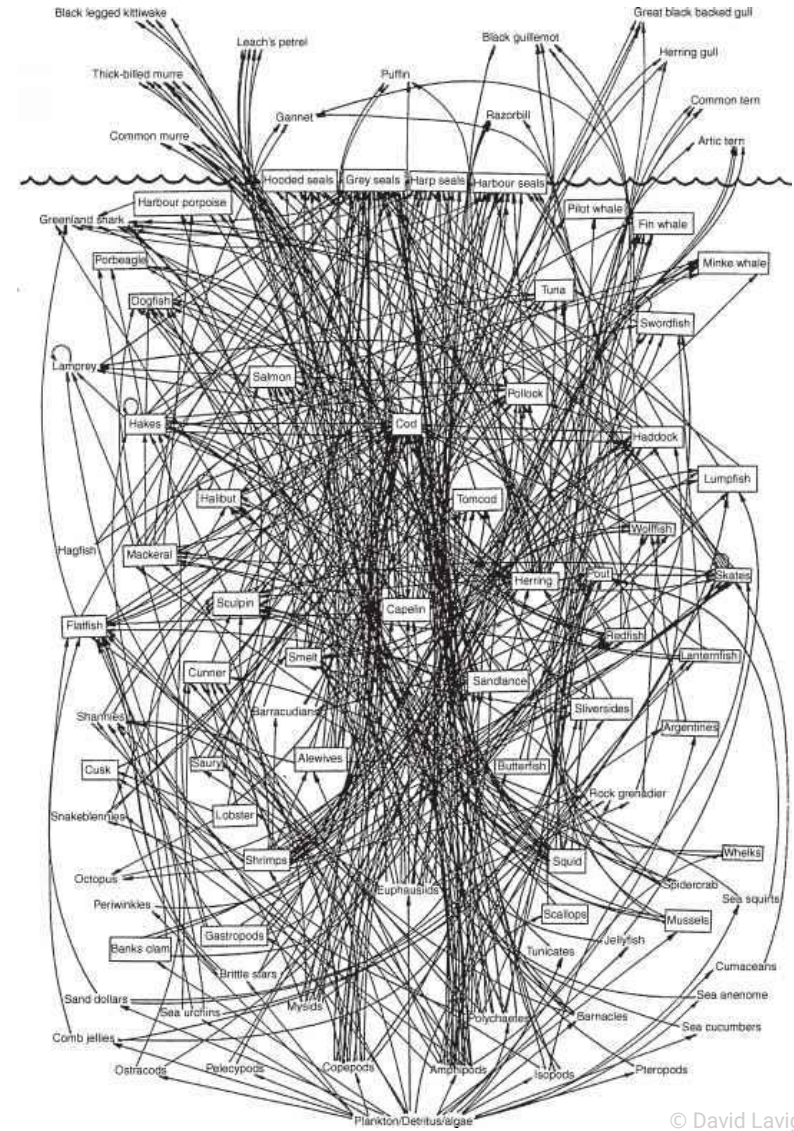 Black legged kittiwake
Great black backed gull
Leach's petrel
Black guillemot
Herring gull
Thick-billed murre
Puffin
Common tern
Gannet
Razorbill
Common murre
Artic tern
Hooded seals
Grey seals
Harp seals
Harbour seals
Harbour porpoise
Pilot whale
Greenland shark
Fin whale
Porbeagle
Minke whale
Tuna
Dogfish
Swordfish
Lamprey
Salmon
Pollock
Hakes
Cod
Haddock
Lumpfish
Halibut
Tomcod
Wolffish
Hagfish
Mackeral
Herring
Pout
Skates
Sculpin
Capelin
Flatfish
Redfish
Smelt
Lanternfish
Cunner
Sandlance
Barracudians
Sliversides
Shannies
Argentines
Cusk
Saury
Alewives
Butterfish
Rock grenadier
Snakeblennies
Lobster
Shrimps
Squid
Whelks
Octopus
Euphausiids
Spidercrab
Sea squirts
Periwinkles
Scallops
Mussels
Gastropods
Banks clam
Jellyfish
Tunicates
Brittle stars
Cumaceans
Sand dollars
Sea urchins
Mysids
Polychaetes
Barnacles
Sea anenome
Sea cucumbers
Comb jellies
Ostracods
Pelecypods
Copepods
Amphipods
Isopods
Pteropods
Plankton/Detritus/algae
© David Lavig